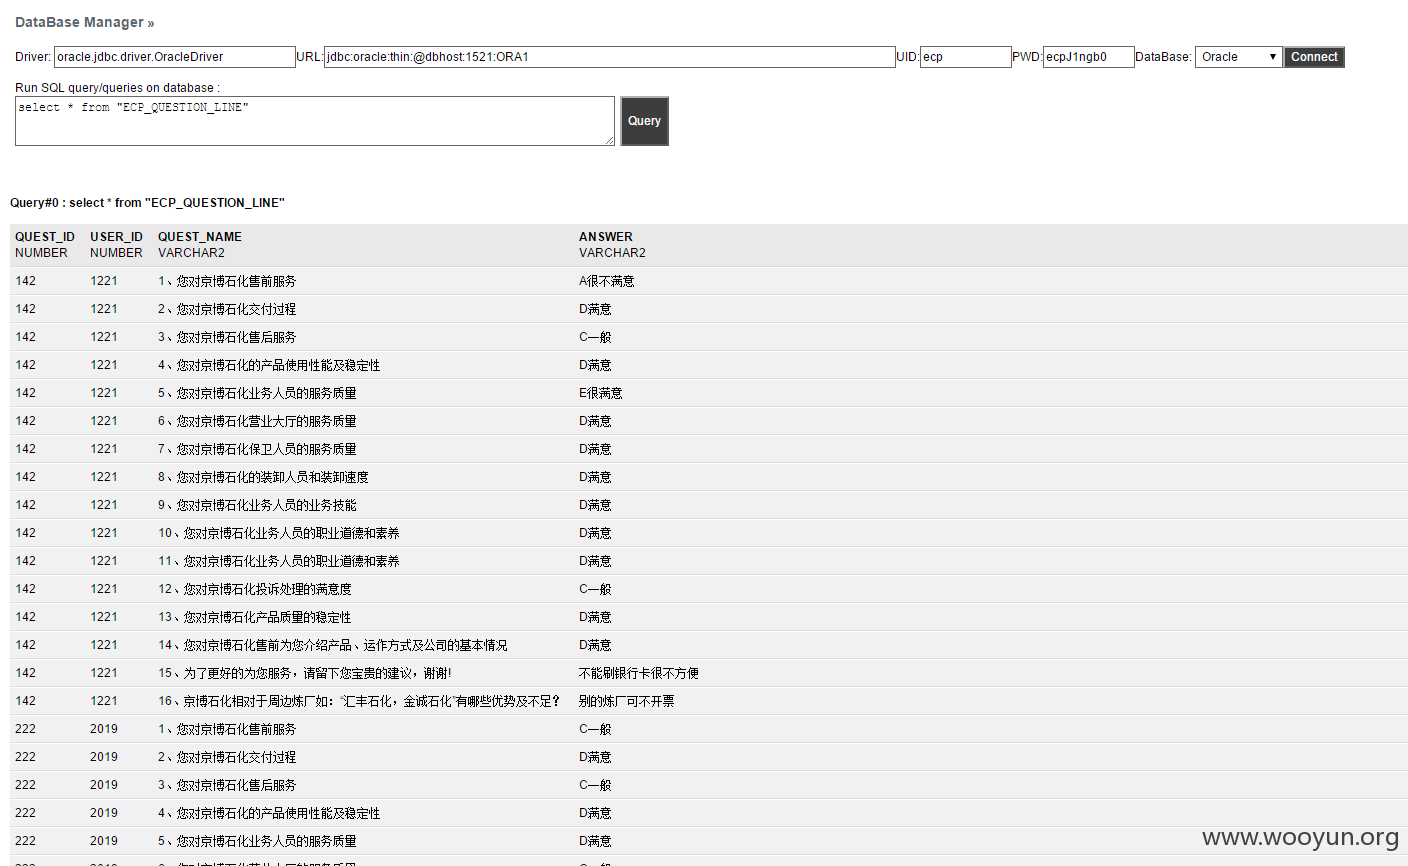 DataBase Manager »
Driver: oracle.jdbc.driver.OracleDriver URL: jdbc:oracle:thin:@dbhost:1521:ORA1 UID: ecp PWD: ecpJ1ngb0 DataBase: Oracle Connect
Run SQL query/queries on database :
select * from "ECP_QUESTION_LINE"
Query
Query#0 : select * from "ECP_QUESTION_LINE"
QUEST_ID USER_ID QUEST_NAME ANSWER
NUMBER NUMBER VARCHAR2 VARCHAR2
142 1221 1、您对京博石化售前服务 A很不满意
142 1221 2、您对京博石化交付过程 D满意
142 1221 3、您对京博石化售后服务 C一般
142 1221 4、您对京博石化的产品使用性能及稳定性 D满意
142 1221 5、您对京博石化业务人员的服务质量 E很满意
142 1221 6、您对京博石化营业大厅的服务质量 D满意
142 1221 7、您对京博石化保卫人员的服务质量 D满意
142 1221 8、您对京博石化的装卸人员和装卸速度 D满意
142 1221 9、您对京博石化业务人员的业务技能 D满意
142 1221 10、您对京博石化业务人员的职业道德和素养 D满意
142 1221 11、您对京博石化业务人员的职业道德和素养 D满意
142 1221 12、您对京博石化投诉处理的满意度 C一般
142 1221 13、您对京博石化产品质量的稳定性 D满意
142 1221 14、您对京博石化售前为您介绍产品、运作方式及公司的基本情况 D满意
142 1221 15、为了更好的为您服务，请留下您宝贵的建议，谢谢! 不能刷银行卡很不方便
142 1221 16、京博石化相对于周边炼厂如：“汇丰石化，金诚石化”有哪些优势及不足？ 别的炼厂可不开票
222 2019 1、您对京博石化售前服务 C一般
222 2019 2、您对京博石化交付过程 D满意
222 2019 3、您对京博石化售后服务 C一般
222 2019 4、您对京博石化的产品使用性能及稳定性 D满意
222 2019 5、您对京博石化业务人员的服务质量 D满意
www.wooyun.org